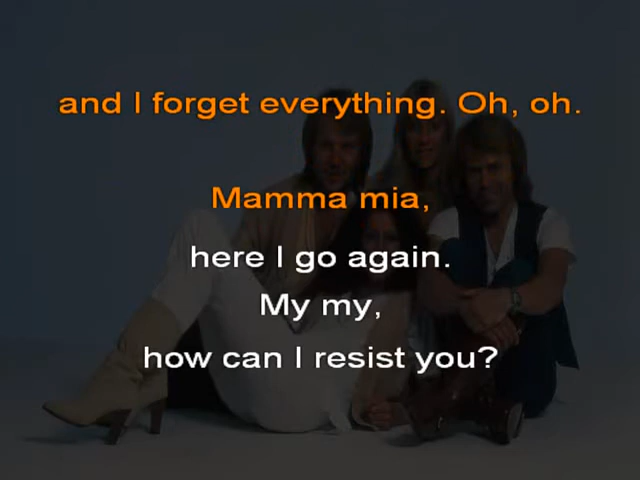 and I forget everything. Oh, oh.
Mamma mia,
here I go again.
My my,
how can I resist you?